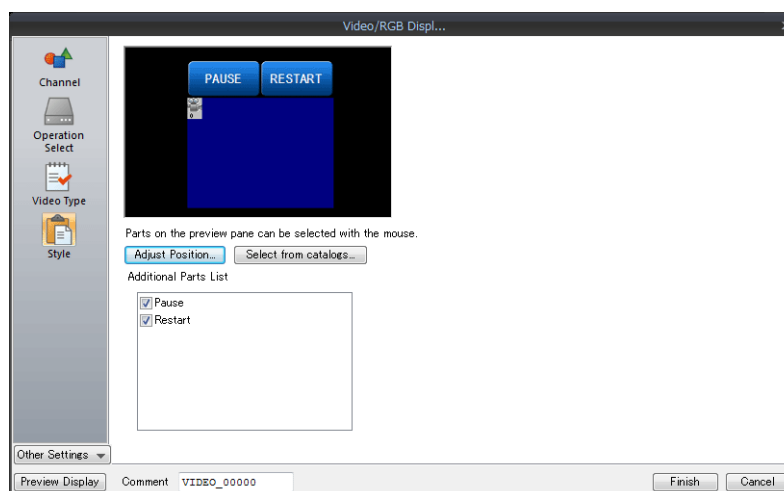 Video/RGB Displ...
Channel
Operation
Select
Video Type
Style
PAUSE RESTART
Parts on the preview pane can be selected with the mouse.
Adjust Position... Select from catalogs...
Additional Parts List
Pause
Restart
Other Settings
Preview Display Comment VIDEO_00000 Finish Cancel